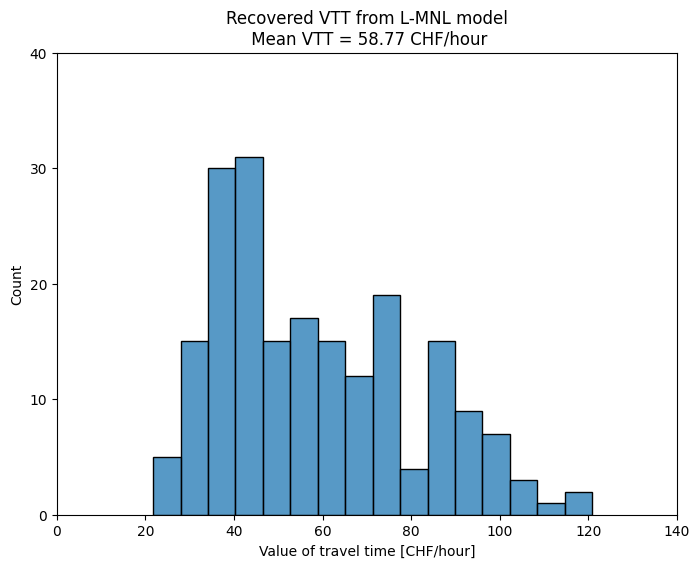 Recovered VTT from L-MNL model
Mean VTT = 58.77 CHF/hour
40
30
20
10
0
Count
0 20 40 60 80 100 120 140
Value of travel time [CHF/hour]